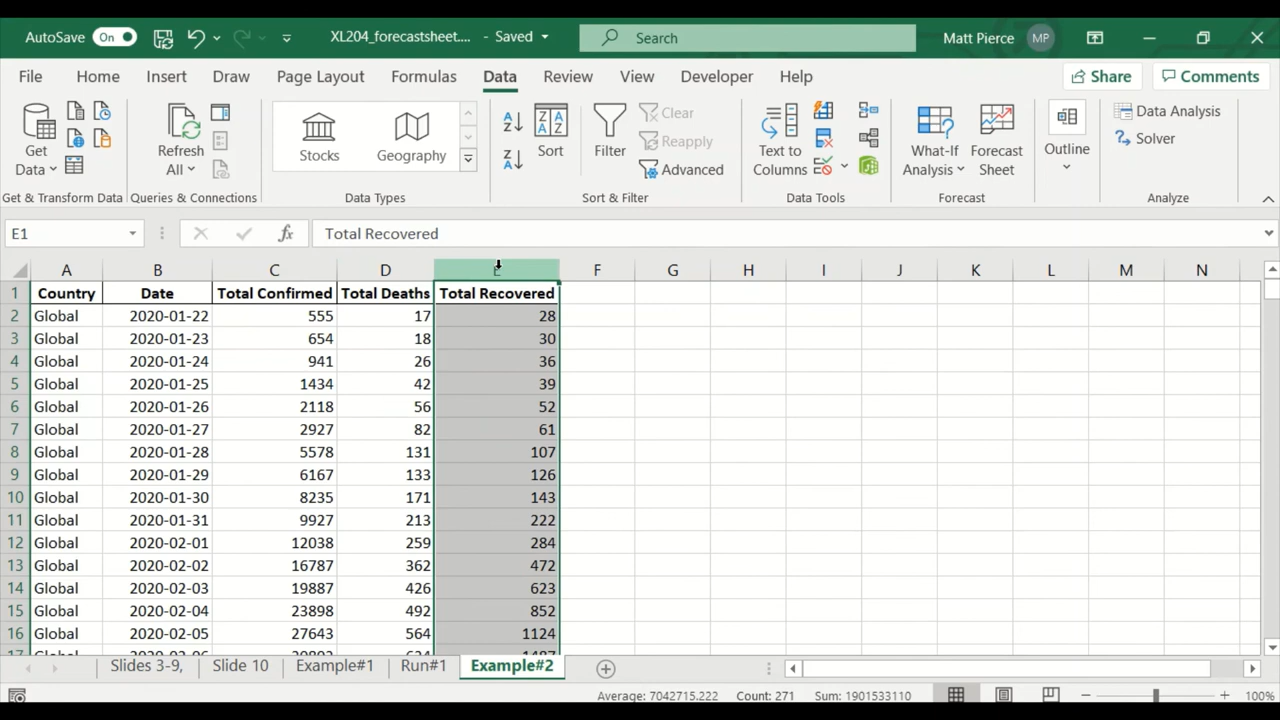 AutoSave On XL204_forecastsheet.... - Saved Search Matt Pierce MP
File Home Insert Draw Page Layout Formulas Data Review View Developer Help Share Comments
Get Data Refresh All Stocks Geography Sort Filter Clear Reapply Advanced Text to Columns What-If Analysis Forecast Sheet Outline Data Analysis Solver
Get & Transform Data Queries & Connections Data Types Sort & Filter Data Tools Forecast Analyze
E1 fx Total Recovered
A B C D E F G H I J K L M N
1 Country Date Total Confirmed Total Deaths Total Recovered
2 Global 2020-01-22 555 17 28
3 Global 2020-01-23 654 18 30
4 Global 2020-01-24 941 26 36
5 Global 2020-01-25 1434 42 39
6 Global 2020-01-26 2118 56 52
7 Global 2020-01-27 2927 82 61
8 Global 2020-01-28 5578 131 107
9 Global 2020-01-29 6167 133 126
10 Global 2020-01-30 8235 171 143
11 Global 2020-01-31 9927 213 222
12 Global 2020-02-01 12038 259 284
13 Global 2020-02-02 16787 362 472
14 Global 2020-02-03 19887 426 623
15 Global 2020-02-04 23898 492 852
16 Global 2020-02-05 27643 564 1124
Slides 3-9, Slide 10 Example#1 Run#1 Example#2
Average: 7042715.222 Count: 271 Sum: 1901533110 100%